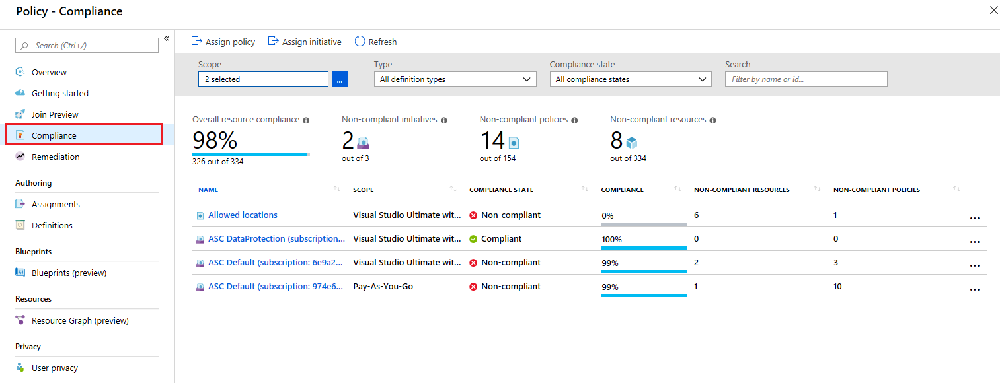 Policy - Compliance
Search (Ctrl+/)
«
Overview
Getting started
Join Preview
Compliance
Remediation
Authoring
Assignments
Definitions
Blueprints
Blueprints (preview)
Resources
Resource Graph (preview)
Privacy
User privacy
Assign policy Assign initiative Refresh
Scope Type Compliance state Search
2 selected ... All definition types All compliance states Filter by name or id...
Overall resource compliance Non-compliant initiatives Non-compliant policies Non-compliant resources
98% 2 14 8
326 out of 334 out of 3 out of 154 out of 334
NAME SCOPE COMPLIANCE STATE COMPLIANCE NON-COMPLIANT RESOURCES NON-COMPLIANT POLICIES
Allowed locations Visual Studio Ultimate wit... Non-compliant 0% 6 1 ...
ASC DataProtection (subscription... Visual Studio Ultimate wit... Compliant 100% 0 0 ...
ASC Default (subscription: 6e9a2... Visual Studio Ultimate wit... Non-compliant 99% 2 3 ...
ASC Default (subscription: 974e6... Pay-As-You-Go Non-compliant 99% 1 10 ...